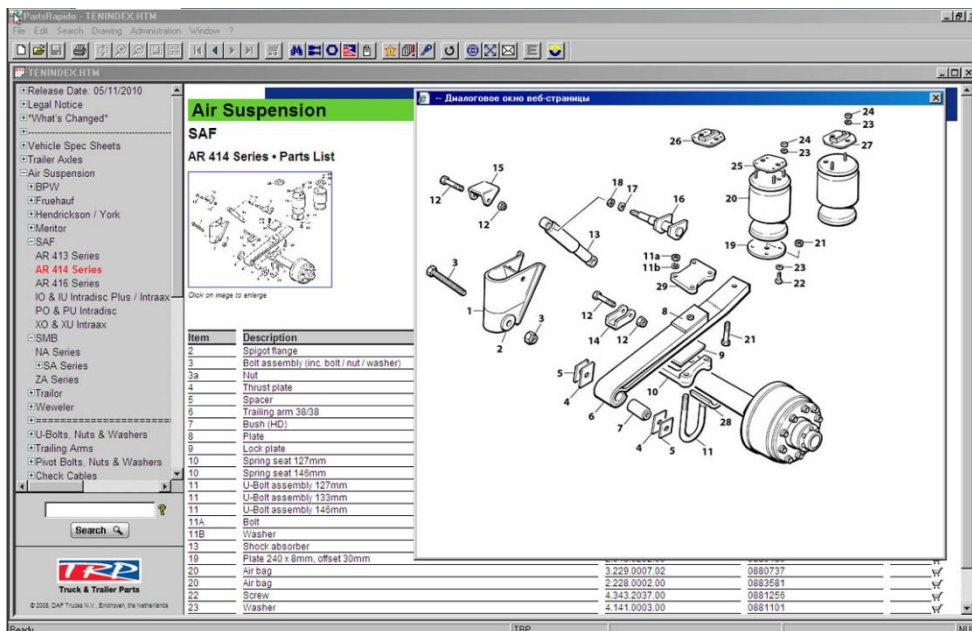 PartsRapido - TENINDEX.HTM
File Edit Search Drawing Administration Window ?
TENINDEX.HTM
Release Date: 05/11/2010
Legal Notice
*What's Changed*
Vehicle Spec Sheets
Trailer Axles
Air Suspension
BPW
Fruehauf
Hendrickson / York
Meritor
SAF
AR 413 Series
AR 414 Series
AR 416 Series
IO & IU Intradisc Plus / Intraax
PO & PU Intradisc
XO & XU Intraax
SMB
NA Series
SA Series
ZA Series
Trailor
Weweler
U-Bolts, Nuts & Washers
Trailing Arms
Pivot Bolts, Nuts & Washers
Check Cables
Search
TRP
Truck & Trailer Parts
© 2008, DAF Trucks N.V., Eindhoven, the Netherlands
Air Suspension
SAF
AR 414 Series • Parts List
Click on image to enlarge
Item Description
2 Spigot flange
3 Bolt assembly (inc. bolt / nut / washer)
3a Nut
4 Thrust plate
5 Spacer
6 Trailing arm 38/38
7 Bush (HD)
8 Plate
9 Lock plate
10 Spring seat 127mm
10 Spring seat 146mm
11 U-Bolt assembly 127mm
11 U-Bolt assembly 133mm
11 U-Bolt assembly 146mm
11A Bolt
11B Washer
13 Shock absorber
19 Plate 240 x 8mm, offset 30mm
20 Air bag 3.229.0007.02 0880737
20 Air bag 2.228.0002.00 0883581
22 Screw 4.343.2037.00 0881256
23 Washer 4.141.0003.00 0881101
-- Диалоговое окно веб-страницы
24
23
26
24
23
27
25
15
12
18
17
16
20
12
13
19
21
11a
11b
23
22
3
29
1
12
8
14
12
3
2
21
9
5
4
10
6
7
28
4
5
11
Ready
TRP
NUM